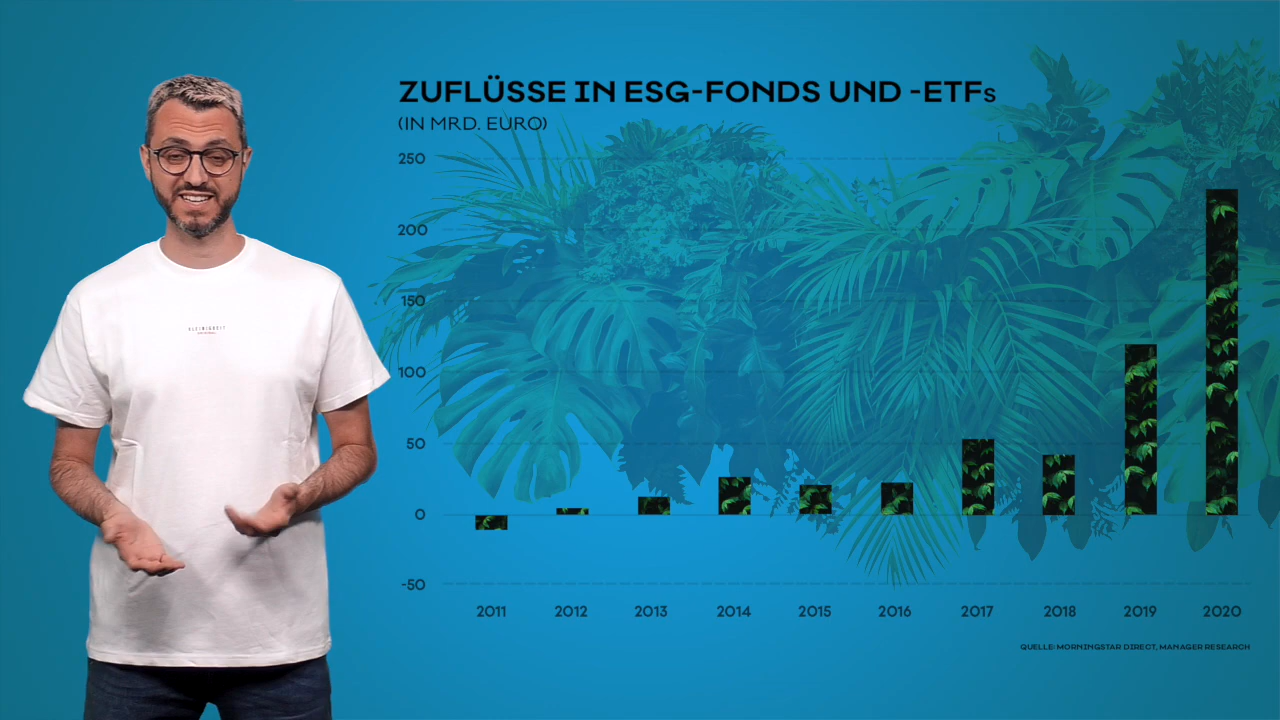 ZUFLÜSSE IN ESG-FONDS UND -ETFs
(IN MRD. EURO)
250
200
150
100
50
0
-50
2011 2012 2013 2014 2015 2016 2017 2018 2019 2020
QUELLE: MORNINGSTAR DIRECT, MANAGER RESEARCH
KLEINIGKEIT